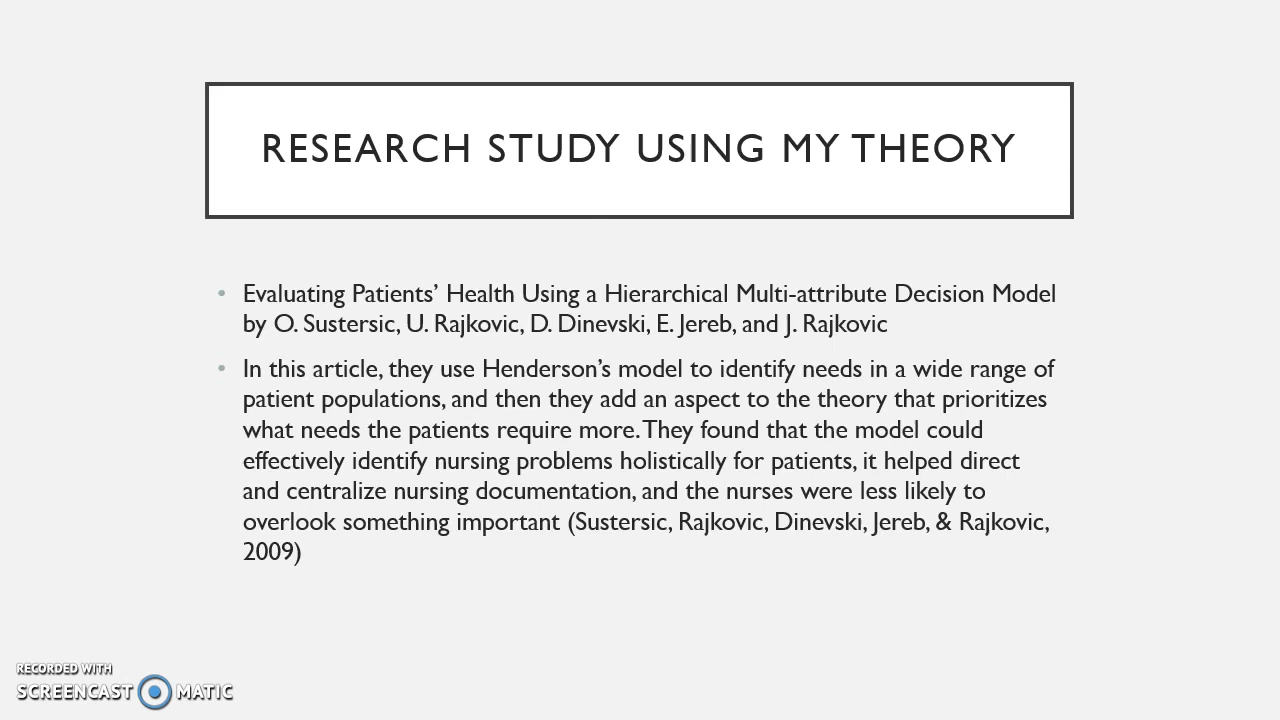 RESEARCH STUDY USING MY THEORY
• Evaluating Patients’ Health Using a Hierarchical Multi-attribute Decision Model
by O. Sustersic, U. Rajkovic, D. Dinevski, E. Jereb, and J. Rajkovic
• In this article, they use Henderson’s model to identify needs in a wide range of
patient populations, and then they add an aspect to the theory that prioritizes
what needs the patients require more. They found that the model could
effectively identify nursing problems holistically for patients, it helped direct
and centralize nursing documentation, and the nurses were less likely to
overlook something important (Sustersic, Rajkovic, Dinevski, Jereb, & Rajkovic,
2009)
RECORDED WITH
SCREENCAST MATIC